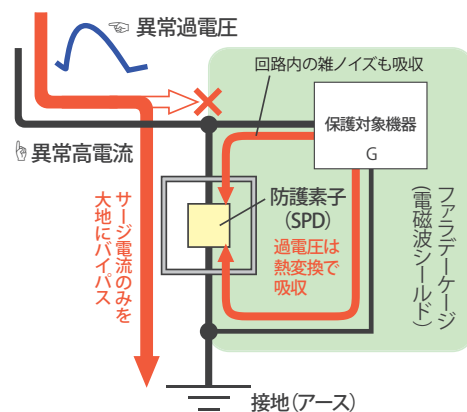 ☜ 異常過電圧
回路内の雑ノイズも吸収
保護対象機器
G
☝異常高電流
防護素子
(SPD)
過電圧は
熱変換で
吸収
サージ電流のみを
大地にバイパス
ファラデーケージ
(電磁波シールド)
接地(アース)